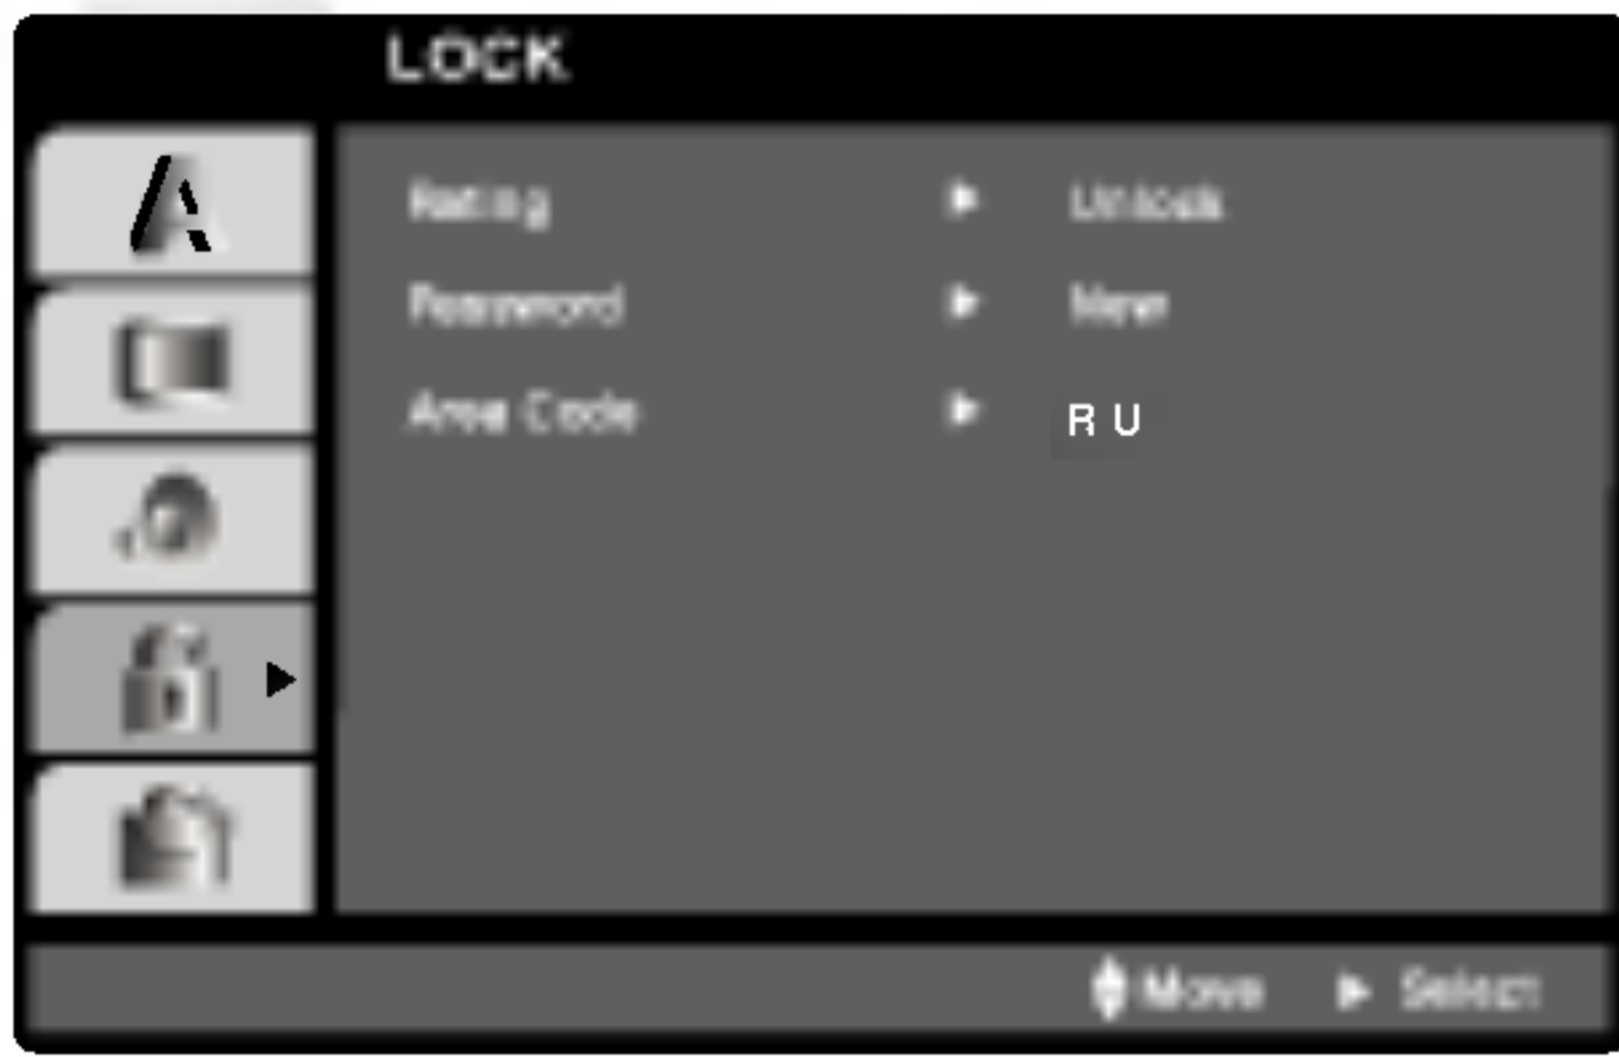 LOCK
Rating Unlock
Password New
Area Code R U
Move Select